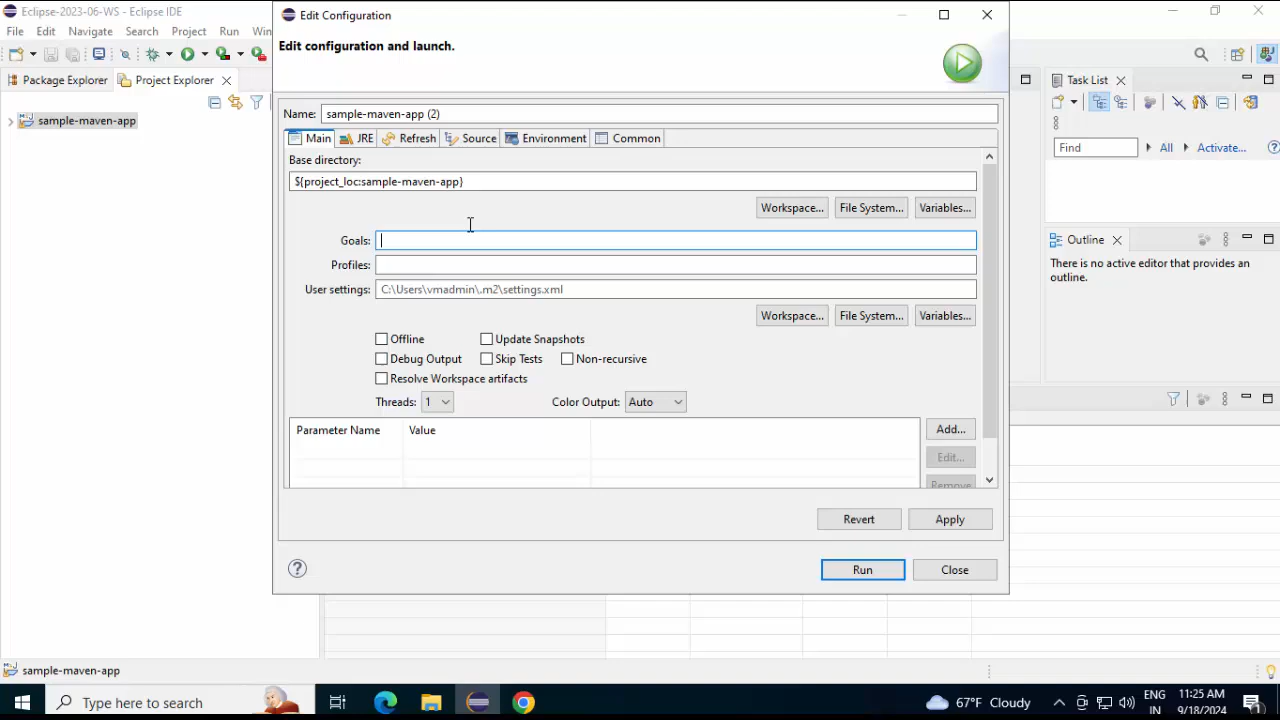 Eclipse-2023-06-WS - Eclipse IDE
File Edit Navigate Search Project Run Win
Package Explorer Project Explorer
sample-maven-app
Edit Configuration
Edit configuration and launch.
Name: sample-maven-app (2)
Main JRE Refresh Source Environment Common
Base directory:
${project_loc:sample-maven-app}
Workspace... File System... Variables...
Goals:
Profiles:
User settings: C:\Users\vmadmin\.m2\settings.xml
Workspace... File System... Variables...
Offline Update Snapshots
Debug Output Skip Tests Non-recursive
Resolve Workspace artifacts
Threads: 1 Color Output: Auto
Parameter Name Value
Add...
Edit...
Remove
Revert Apply
Run Close
Task List
Find All Activate...
Outline
There is no active editor that provides an
outline.
sample-maven-app
Type here to search
67°F Cloudy
ENG
IN
11:25 AM
9/18/2024
1